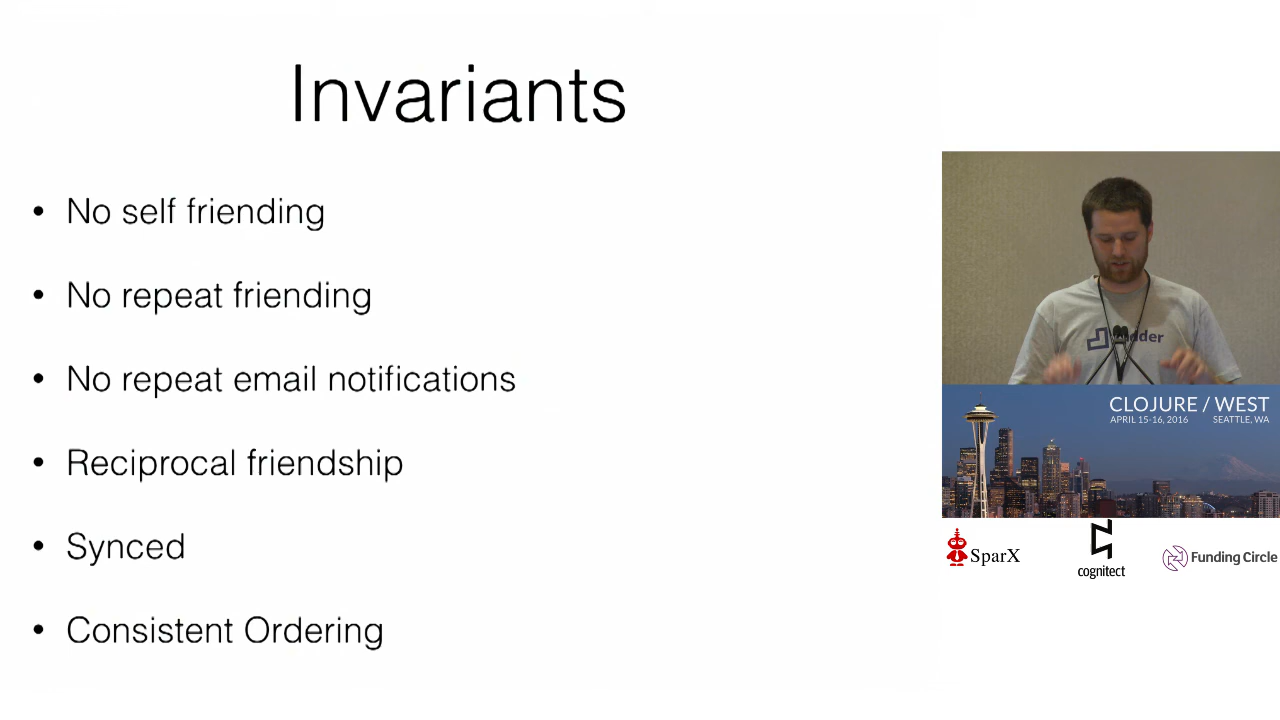 Invariants
• No self friending
• No repeat friending
• No repeat email notifications
• Reciprocal friendship
• Synced
• Consistent Ordering
CLOJURE / WEST
APRIL 15-16, 2016 SEATTLE, WA
SparX
cognitect
Funding Circle